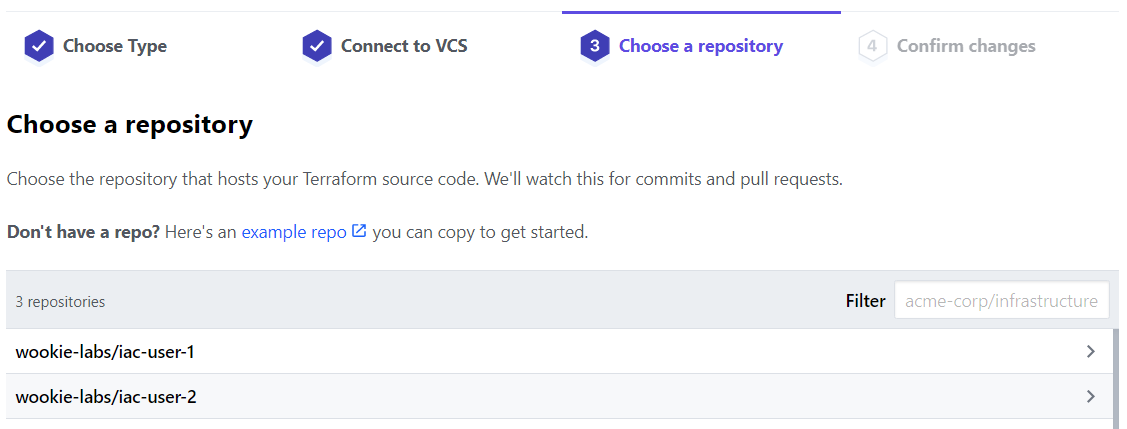 Choose Type
Connect to VCS
3 Choose a repository
4 Confirm changes
Choose a repository
Choose the repository that hosts your Terraform source code. We'll watch this for commits and pull requests.
Don't have a repo? Here's an example repo you can copy to get started.
3 repositories
Filter acme-corp/infrastructure
wookie-labs/iac-user-1
wookie-labs/iac-user-2